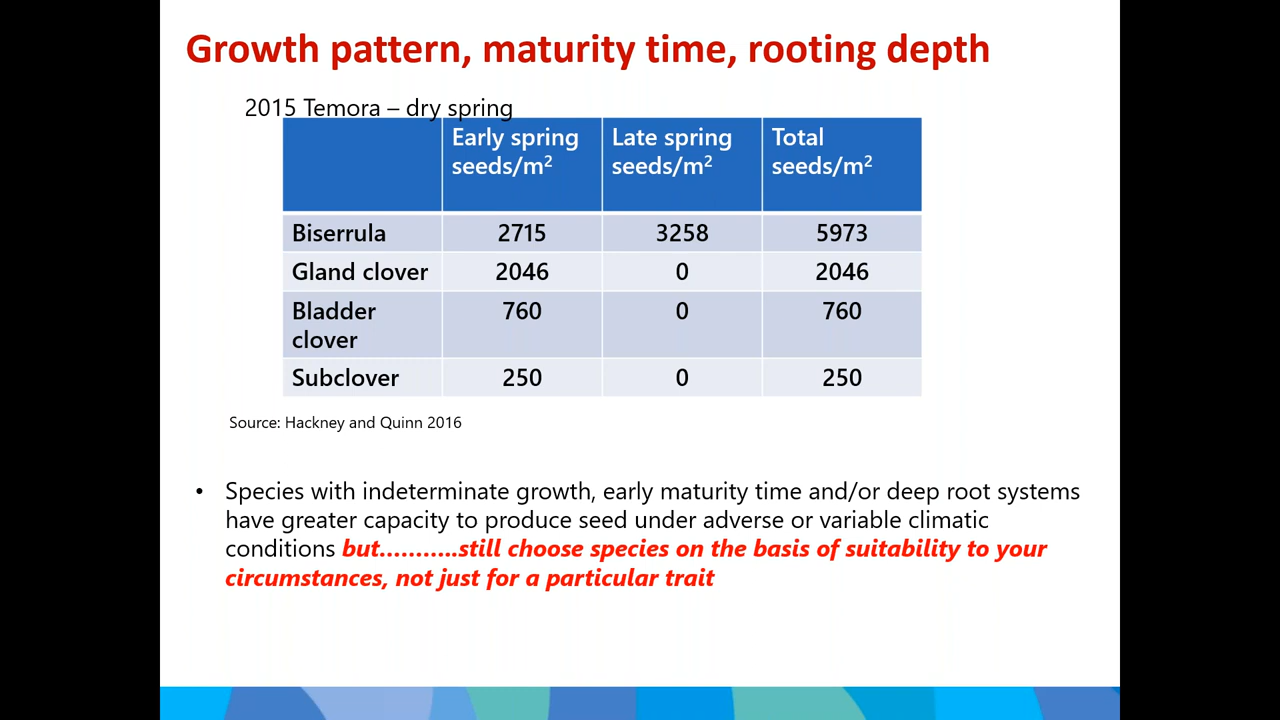 Growth pattern, maturity time, rooting depth
2015 Temora – dry spring
Early spring seeds/m² Late spring seeds/m² Total seeds/m²
Biserrula 2715 3258 5973
Gland clover 2046 0 2046
Bladder clover 760 0 760
Subclover 250 0 250
Source: Hackney and Quinn 2016
• Species with indeterminate growth, early maturity time and/or deep root systems
have greater capacity to produce seed under adverse or variable climatic
conditions but...........still choose species on the basis of suitability to your
circumstances, not just for a particular trait